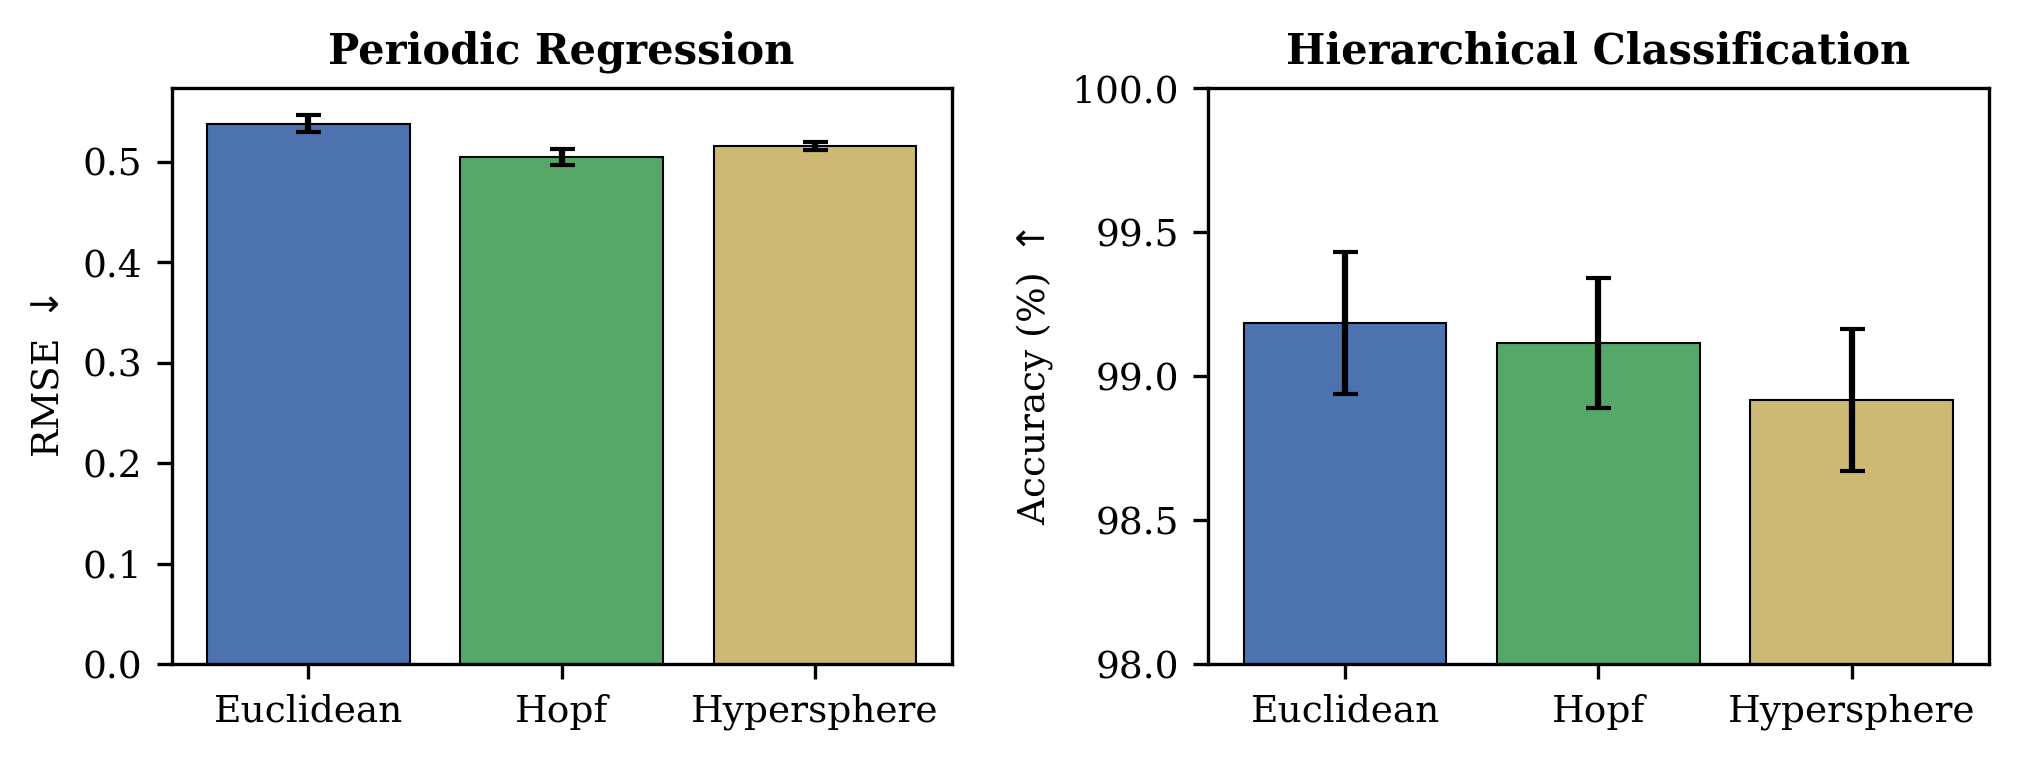 Periodic Regression
RMSE ↓
0.5
0.4
0.3
0.2
0.1
0.0
Euclidean Hopf Hypersphere
Hierarchical Classification
Accuracy (%) ↑
100.0
99.5
99.0
98.5
98.0
Euclidean Hopf Hypersphere